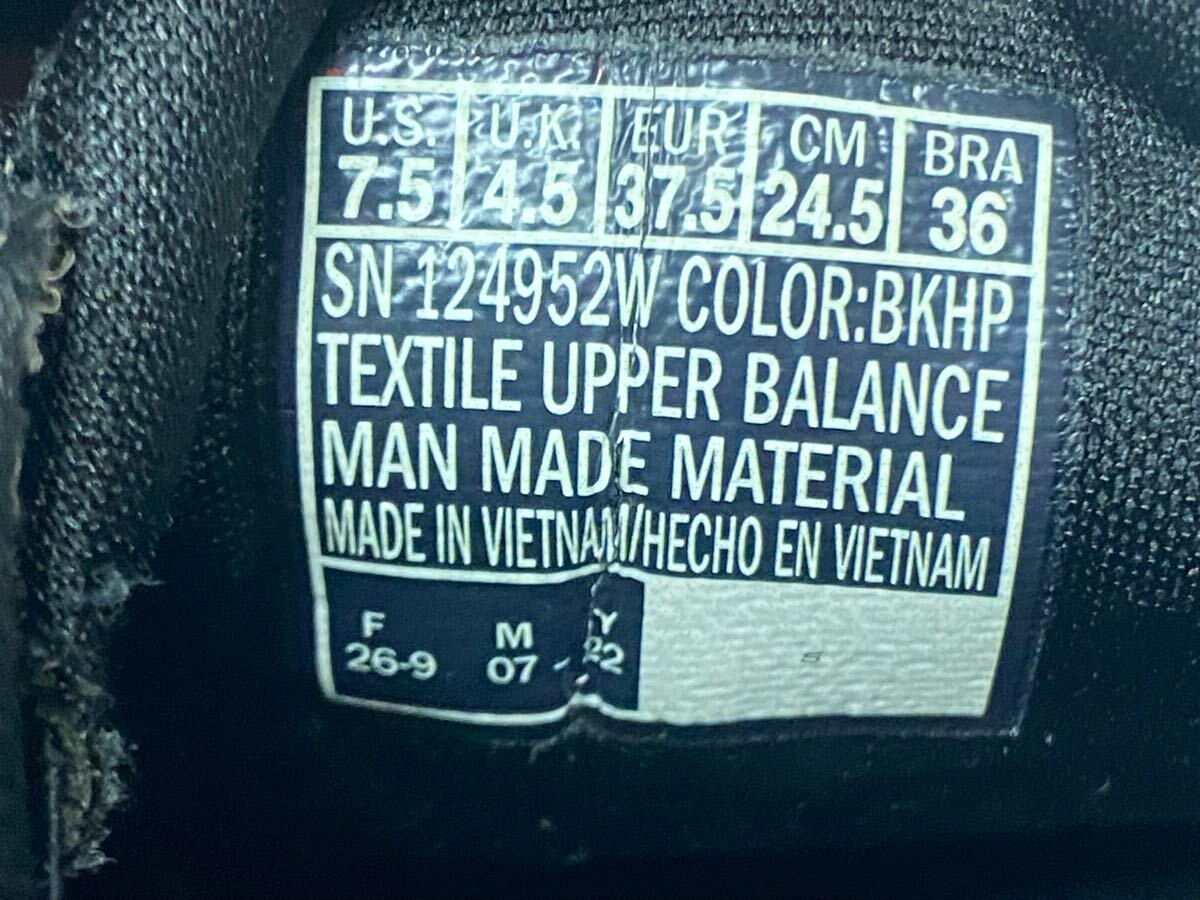 U.S. U.K. EUR CM BRA
7.5 4.5 37.5 24.5 36
SN 124952W COLOR:BKHP
TEXTILE UPPER BALANCE
MAN MADE MATERIAL
MADE IN VIETNAM/HECHO EN VIETNAM
F M Y
26-9 07 - 22